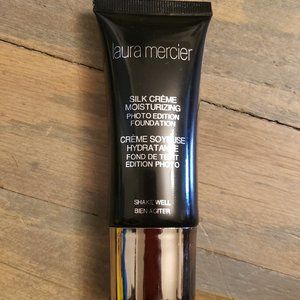 laura mercier
SILK CRÈME
MOISTURIZING
PHOTO EDITION
FOUNDATION
CRÈME SOYEUSE
HYDRATANTE
FOND DE TEINT
EDITION PHOTO
SHAKE WELL
BIEN AGITER